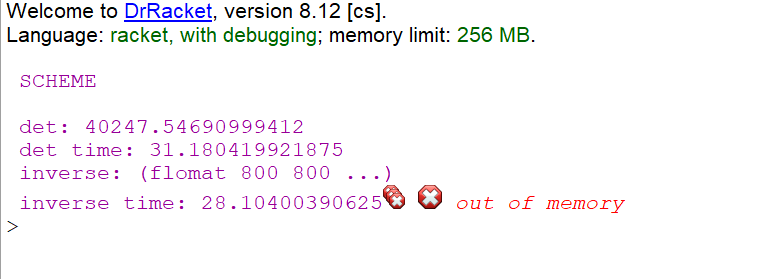 Welcome to DrRacket, version 8.12 [cs].
Language: racket, with debugging; memory limit: 256 MB.
SCHEME
det: 40247.54690999412
det time: 31.180419921875
inverse: (flomat 800 800 ...)
inverse time: 28.10400390625 out of memory
>